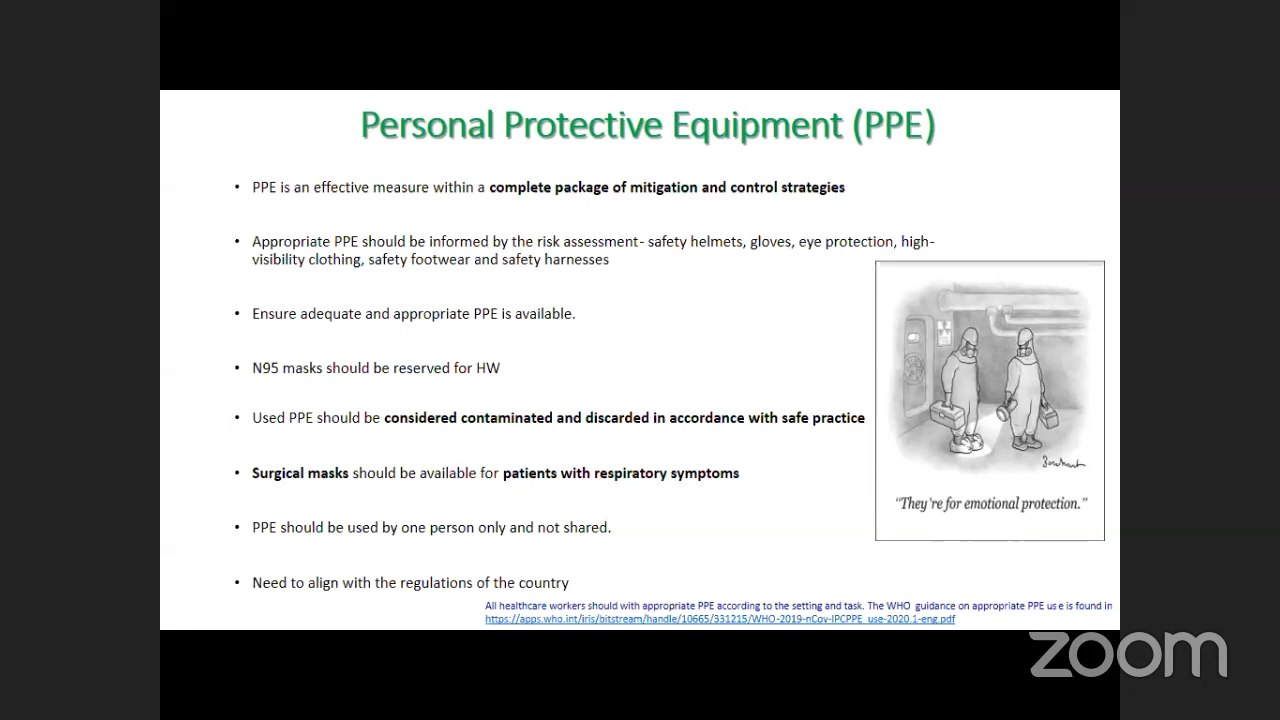 Personal Protective Equipment (PPE)
• PPE is an effective measure within a complete package of mitigation and control strategies
• Appropriate PPE should be informed by the risk assessment- safety helmets, gloves, eye protection, high-
visibility clothing, safety footwear and safety harnesses
• Ensure adequate and appropriate PPE is available.
• N95 masks should be reserved for HW
• Used PPE should be considered contaminated and discarded in accordance with safe practice
• Surgical masks should be available for patients with respiratory symptoms
• PPE should be used by one person only and not shared.
• Need to align with the regulations of the country
"They're for emotional protection."
All healthcare workers should with appropriate PPE according to the setting and task. The WHO guidance on appropriate PPE use is found in
https://apps.who.int/iris/bitstream/handle/10665/331215/WHO-2019-nCov-IPCPPE_use-2020.1-eng.pdf
zoom